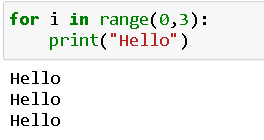 for i in range(0,3):
    print("Hello")
Hello
Hello
Hello